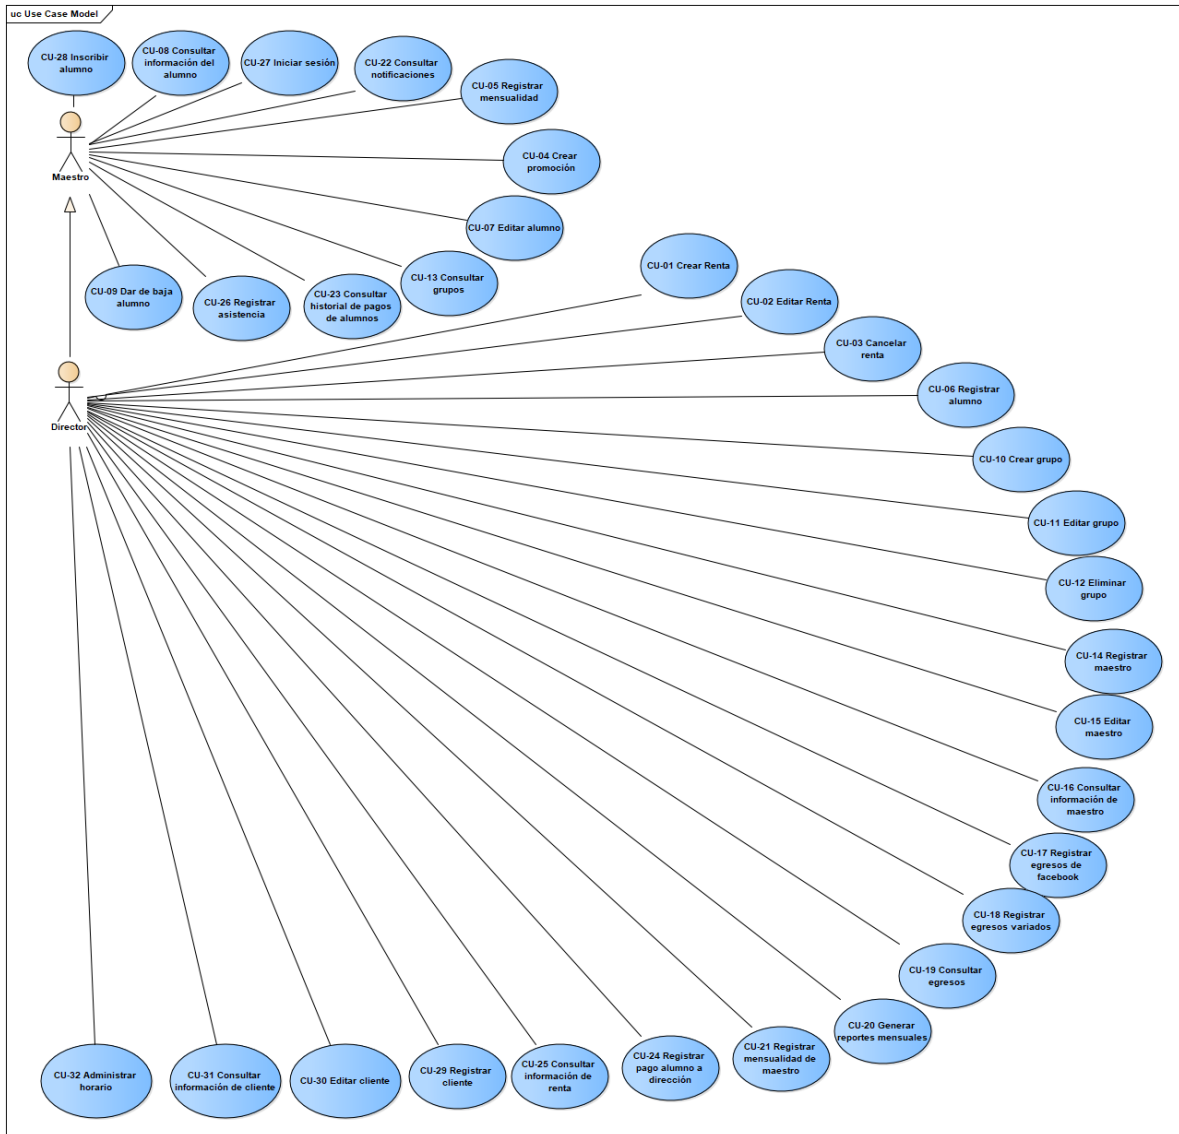 uc Use Case Model
CU-28 Inscribir
alumno
CU-08 Consultar
información del
alumno
CU-27 Iniciar sesión
CU-22 Consultar
notificaciones
CU-05 Registrar
mensualidad
CU-04 Crear
promoción
Maestro
CU-07 Editar alumno
CU-13 Consultar
grupos
CU-09 Dar de baja
alumno
CU-26 Registrar
asistencia
CU-23 Consultar
historial de pagos
de alumnos
CU-01 Crear Renta
CU-02 Editar Renta
CU-03 Cancelar
renta
CU-06 Registrar
alumno
Director
CU-10 Crear grupo
CU-11 Editar grupo
CU-12 Eliminar
grupo
CU-14 Registrar
maestro
CU-15 Editar
maestro
CU-16 Consultar
información de
maestro
CU-17 Registrar
egresos de
facebook
CU-18 Registrar
egresos variados
CU-19 Consultar
egresos
CU-20 Generar
reportes mensuales
CU-21 Registrar
mensualidad de
maestro
CU-24 Registrar
pago alumno a
dirección
CU-25 Consultar
información de
renta
CU-29 Registrar
cliente
CU-30 Editar cliente
CU-31 Consultar
información de cliente
CU-32 Administrar
horario